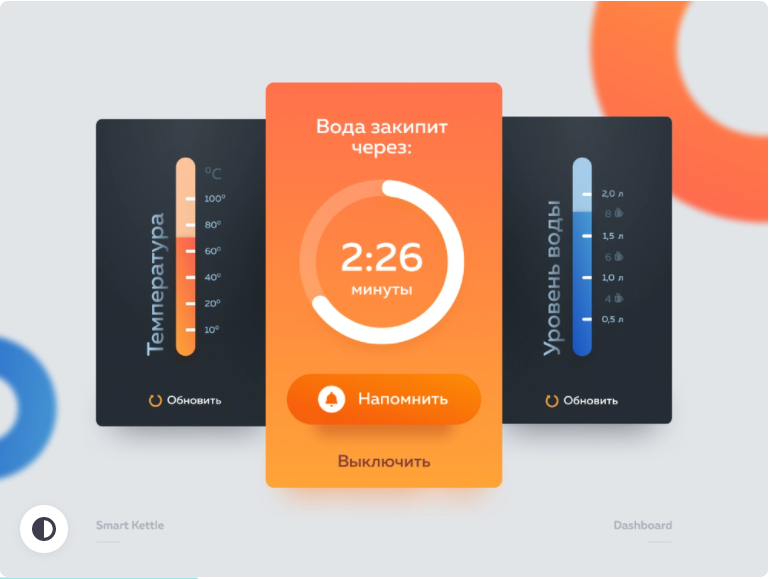 Температура
°C
100°
80°
60°
40°
20°
10°
Обновить
Вода закипит
через:
2:26
минуты
Напомнить
Выключить
Уровень воды
2,0 л
8
1,5 л
6
1,0 л
4
0,5 л
Обновить
Smart Kettle
Dashboard